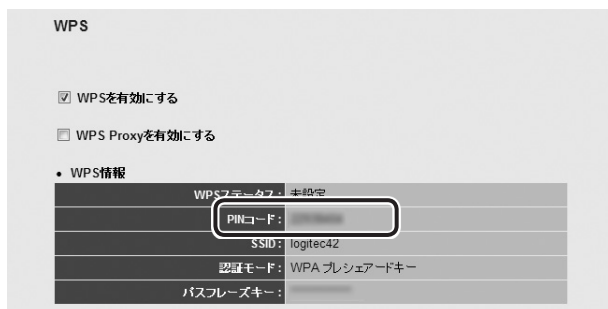 WPS
WPSを有効にする
WPS Proxyを有効にする
• WPS情報
WPSステータス： 未設定
PINコード：
SSID： logitec42
認証モード： WPA プレシェアードキー
パスフレーズキー：